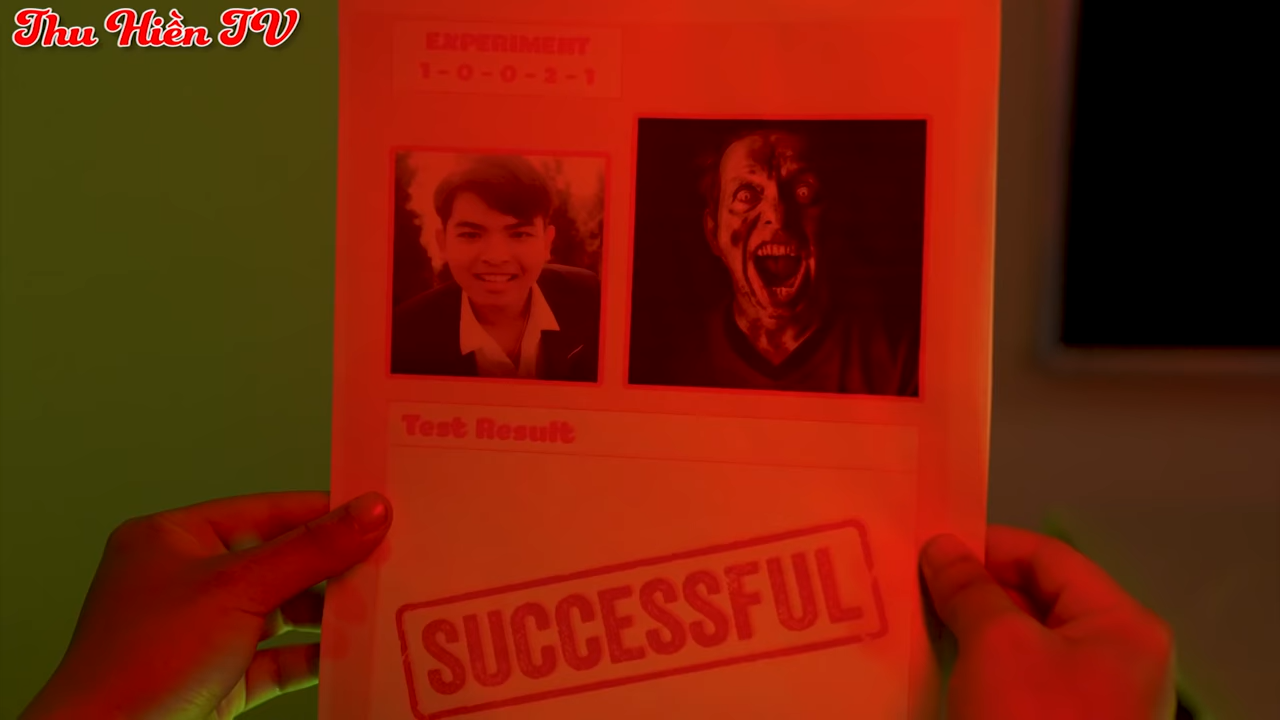 Thu Hiền TV
EXPERIMENT
1-0-0-2-1
Test Result
SUCCESSFUL